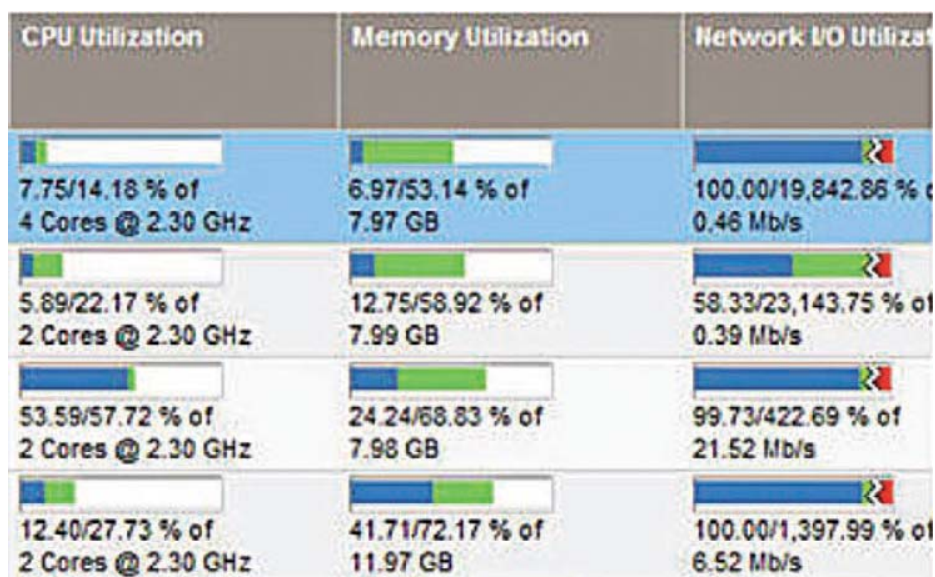 CPU Utilization Memory Utilization Network I/O Utilizat
7.75/14.18 % of 6.97/53.14 % of 100.00/19,842.86 % o
4 Cores @ 2.30 GHz 7.97 GB 0.46 Mb/s
5.89/22.17 % of 12.75/58.92 % of 58.33/23,143.75 % of
2 Cores @ 2.30 GHz 7.99 GB 0.39 Mb/s
53.59/57.72 % of 24.24/68.83 % of 99.73/422.69 % of
2 Cores @ 2.30 GHz 7.98 GB 21.52 Mb/s
12.40/27.73 % of 41.71/72.17 % of 100.00/1,397.99 % of
2 Cores @ 2.30 GHz 11.97 GB 6.52 Mb/s